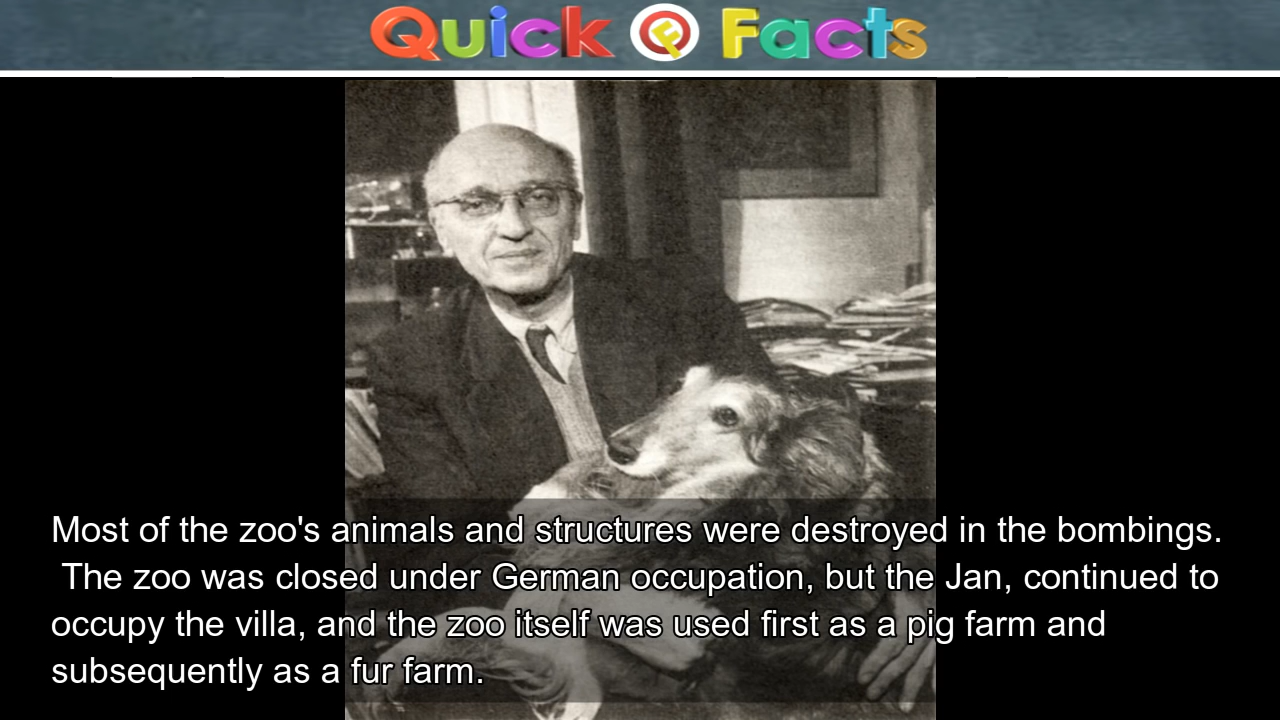 Quick Facts
Most of the zoo's animals and structures were destroyed in the bombings.
The zoo was closed under German occupation, but the Jan, continued to
occupy the villa, and the zoo itself was used first as a pig farm and
subsequently as a fur farm.